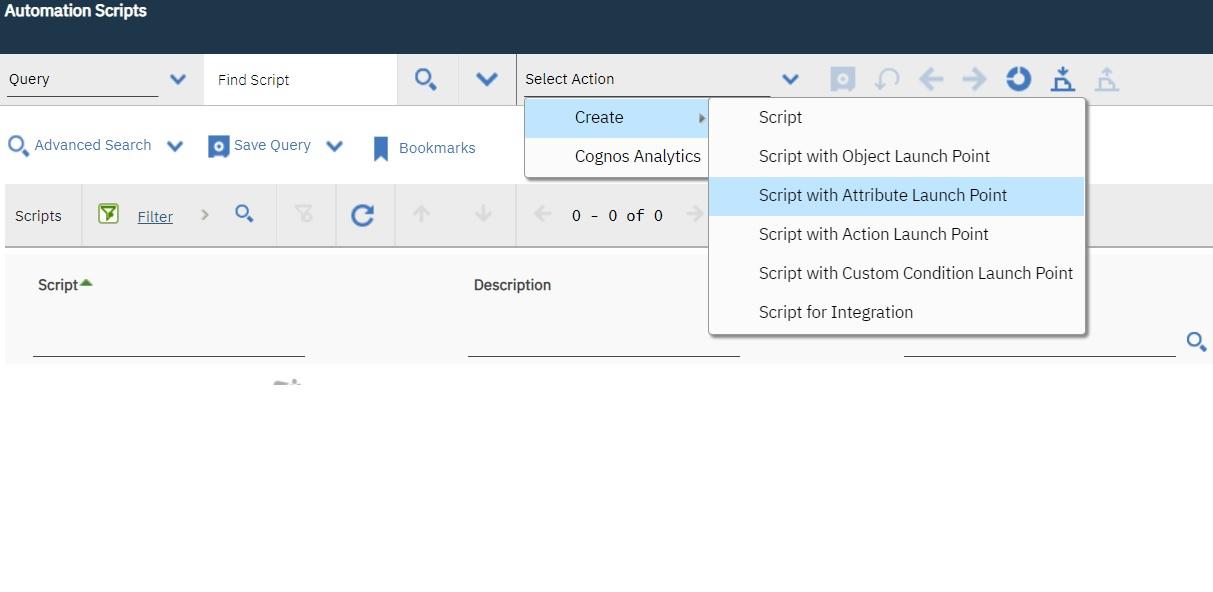 Automation Scripts
Query Find Script Select Action
Create Script
Cognos Analytics Script with Object Launch Point
Advanced Search Save Query Bookmarks
Script with Attribute Launch Point
Scripts Filter 0 - 0 of 0
Script with Action Launch Point
Script with Custom Condition Launch Point
Script Description
Script for Integration